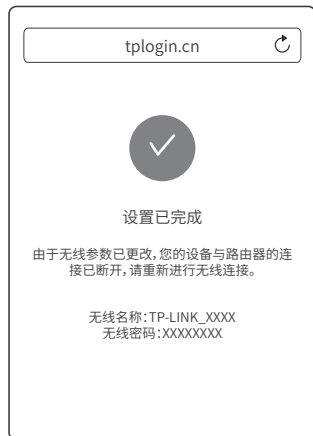 tplogin.cn
设置已完成
由于无线参数已更改,您的设备与路由器的连
接已断开,请重新进行无线连接。
无线名称:TP-LINK_XXXX
无线密码:XXXXXXXX